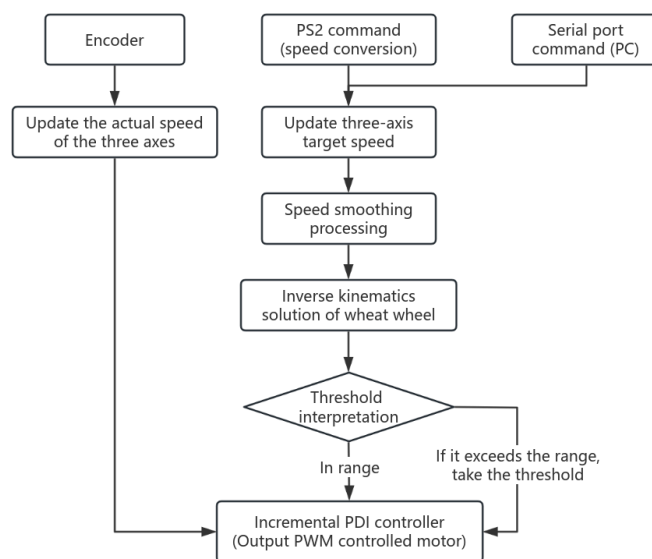 Encoder
PS2 command
(speed conversion)
Serial port
command (PC)
Update the actual speed
of the three axes
Update three-axis
target speed
Speed smoothing
processing
Inverse kinematics
solution of wheat wheel
Threshold
interpretation
In range
If it exceeds the range,
take the threshold
Incremental PDI controller
(Output PWM controlled motor)